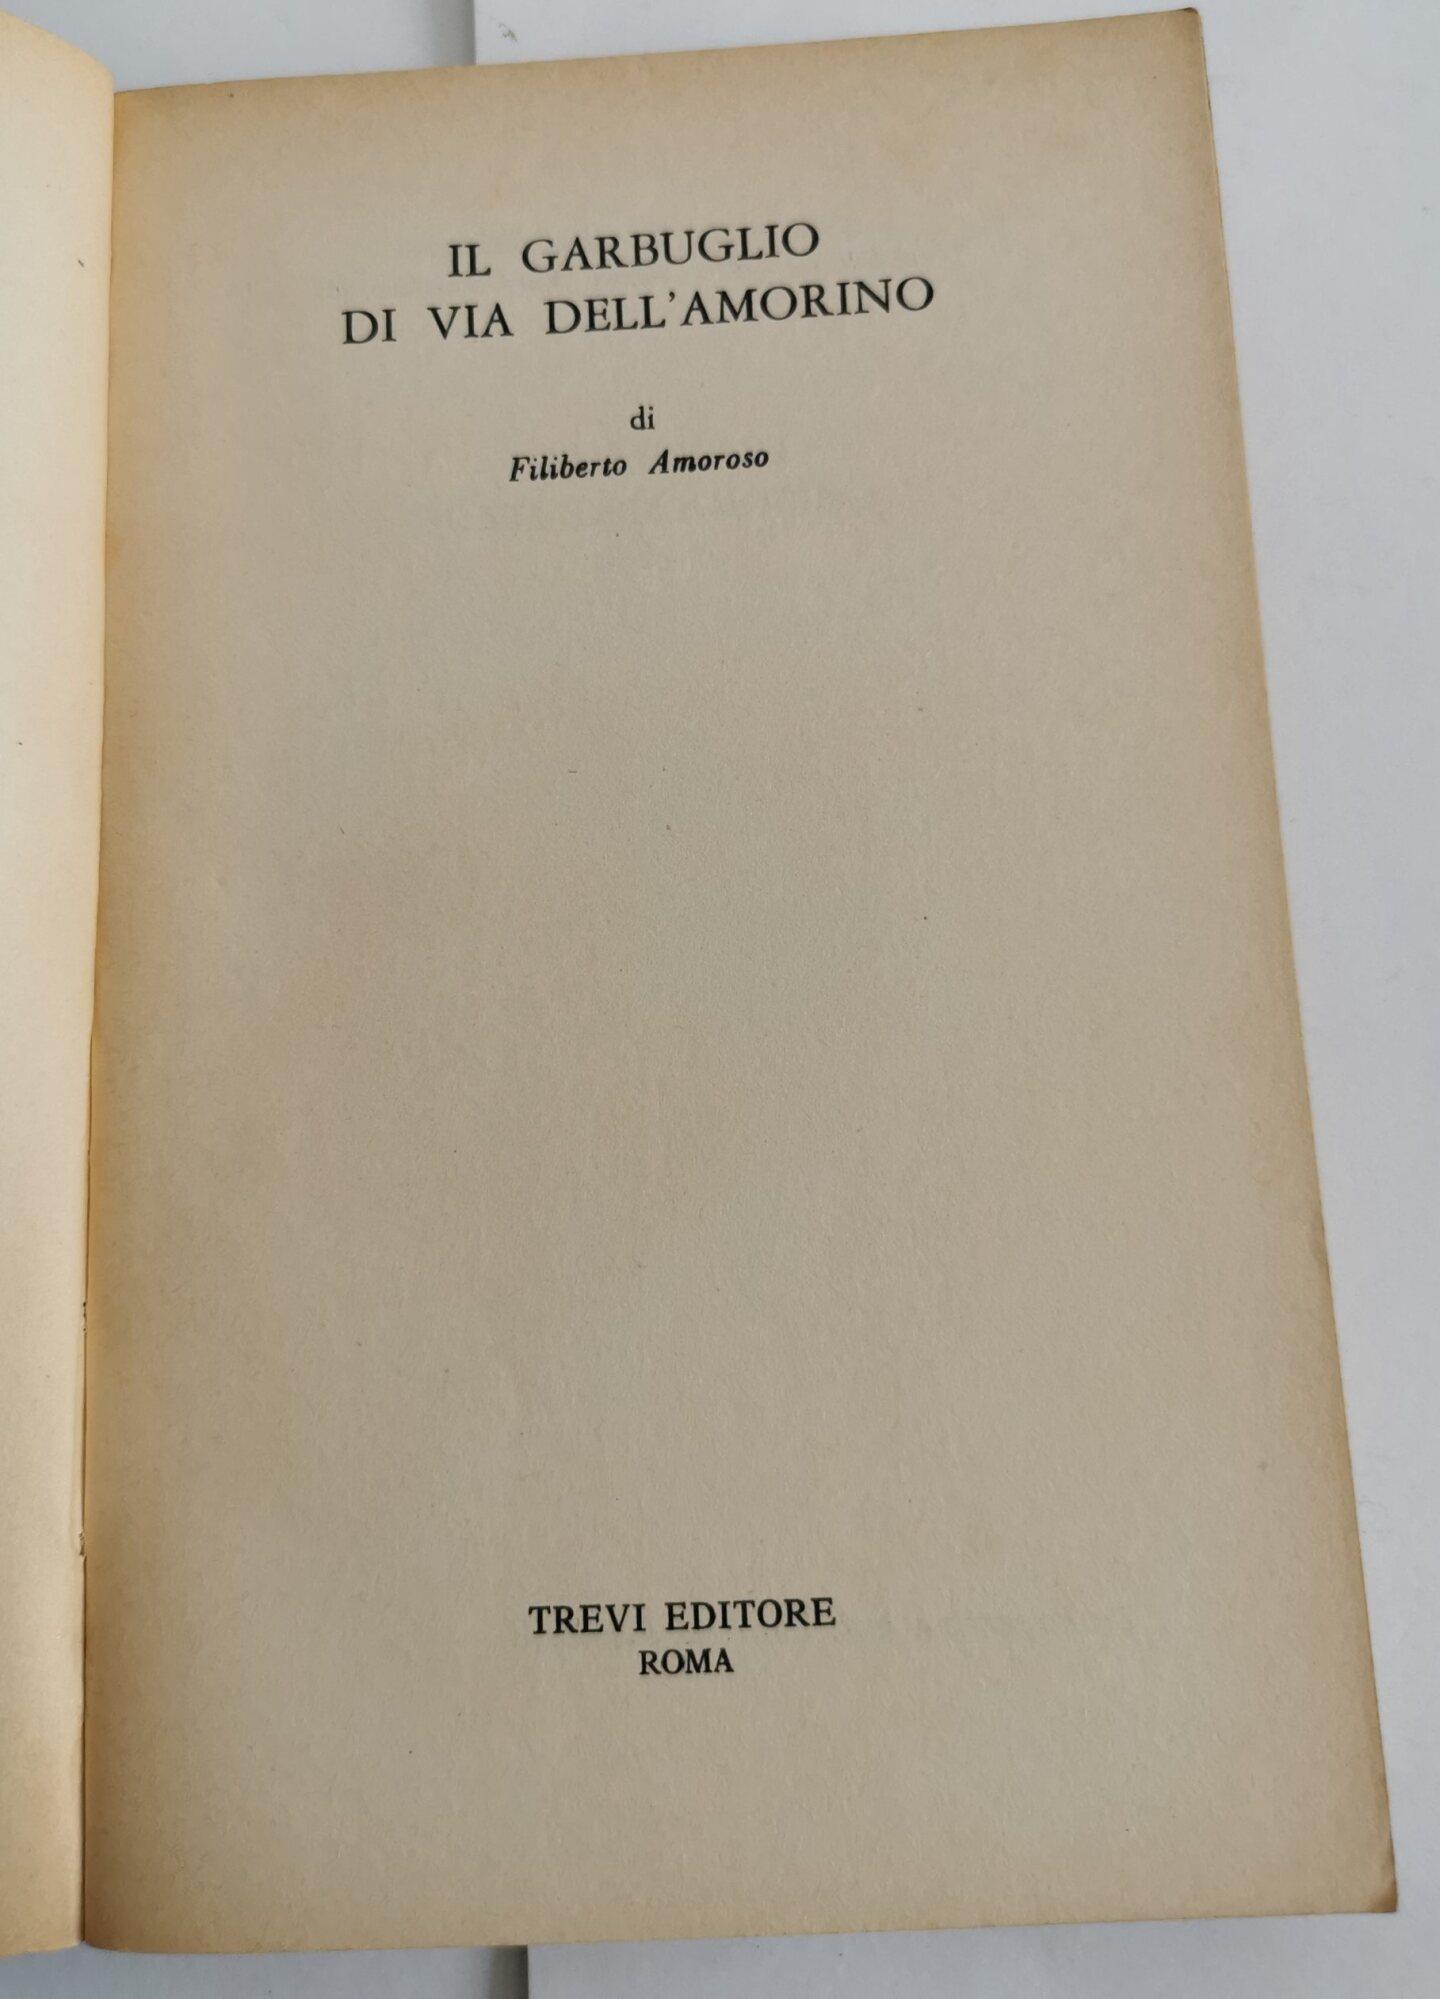 IL GARBUGLIO
DI VIA DELL'AMORINO
di
Filiberto Amoroso
TREVI EDITORE
ROMA